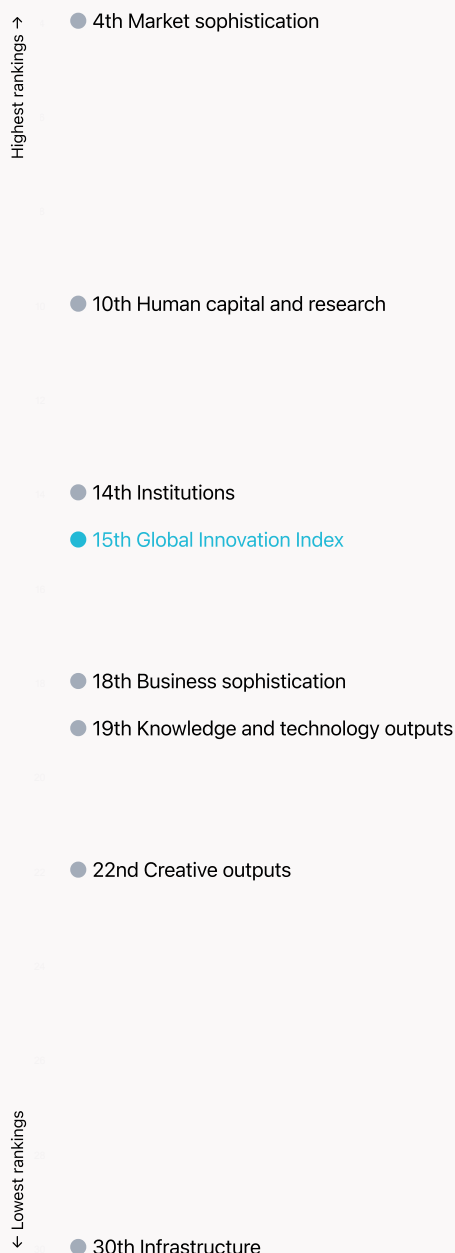 Highest rankings →
4th Market sophistication
10th Human capital and research
14th Institutions
15th Global Innovation Index
18th Business sophistication
19th Knowledge and technology outputs
22nd Creative outputs
← Lowest rankings
30th Infrastructure